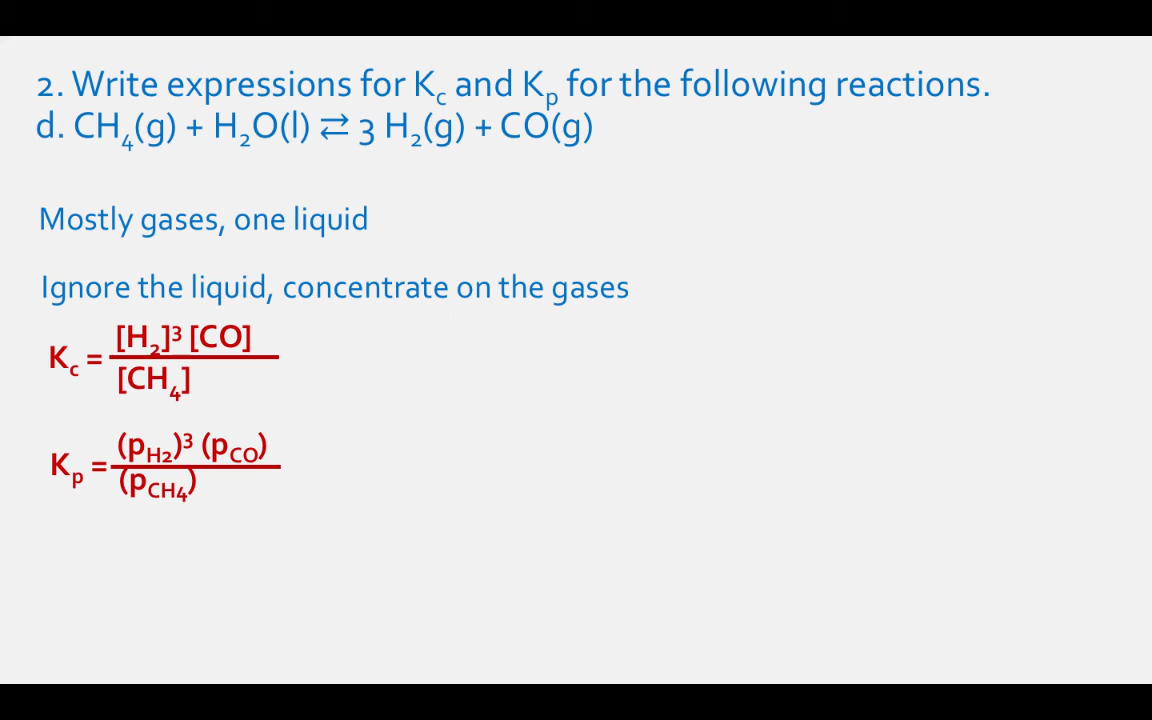 2. Write expressions for Kc and Kp for the following reactions.
d. CH₄(g) + H₂O(l) ⇄ 3 H₂(g) + CO(g)
Mostly gases, one liquid
Ignore the liquid, concentrate on the gases
[H₂]³ [CO]
Kc =
[CH₄]
(pH2)³ (pCO)
Kp =
(pCH4)